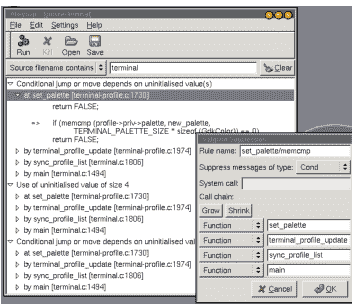 File Edit Settings Help
Run Kill Open Save
Source filename contains terminal Clear
Conditional jump or move depends on uninitialised value(s)
at set_palette [terminal-profile.c:1730]
return FALSE;
=> if (memcmp (profile->priv->palette, new_palette,
TERMINAL_PALETTE_SIZE * sizeof (GdkColor)) == 0)
return FALSE;
by terminal_profile_update [terminal-profile.c:1974]
by sync_profile_list [terminal.c:1806]
by main [terminal.c:1494]
Use of uninitialised value of size 4
at set_palette [terminal-profile.c:1730]
by terminal_profile_update [terminal-profile.c:1974]
by sync_profile_list [terminal.c:1806]
by main [terminal.c:1494]
Conditional jump or move depends on uninitialised val
at set_palette [terminal-profile.c:1730]
by terminal_profile_update [terminal-profile.c:1974]
by sync_profile_list [terminal.c:1806]
by main [terminal.c:1494]
Rule name: set_palette/memcmp
Suppress messages of type: Cond
System call:
Call chain:
Grow Shrink
Function set_palette
Function terminal_profile_update
Function sync_profile_list
Function main
Cancel OK